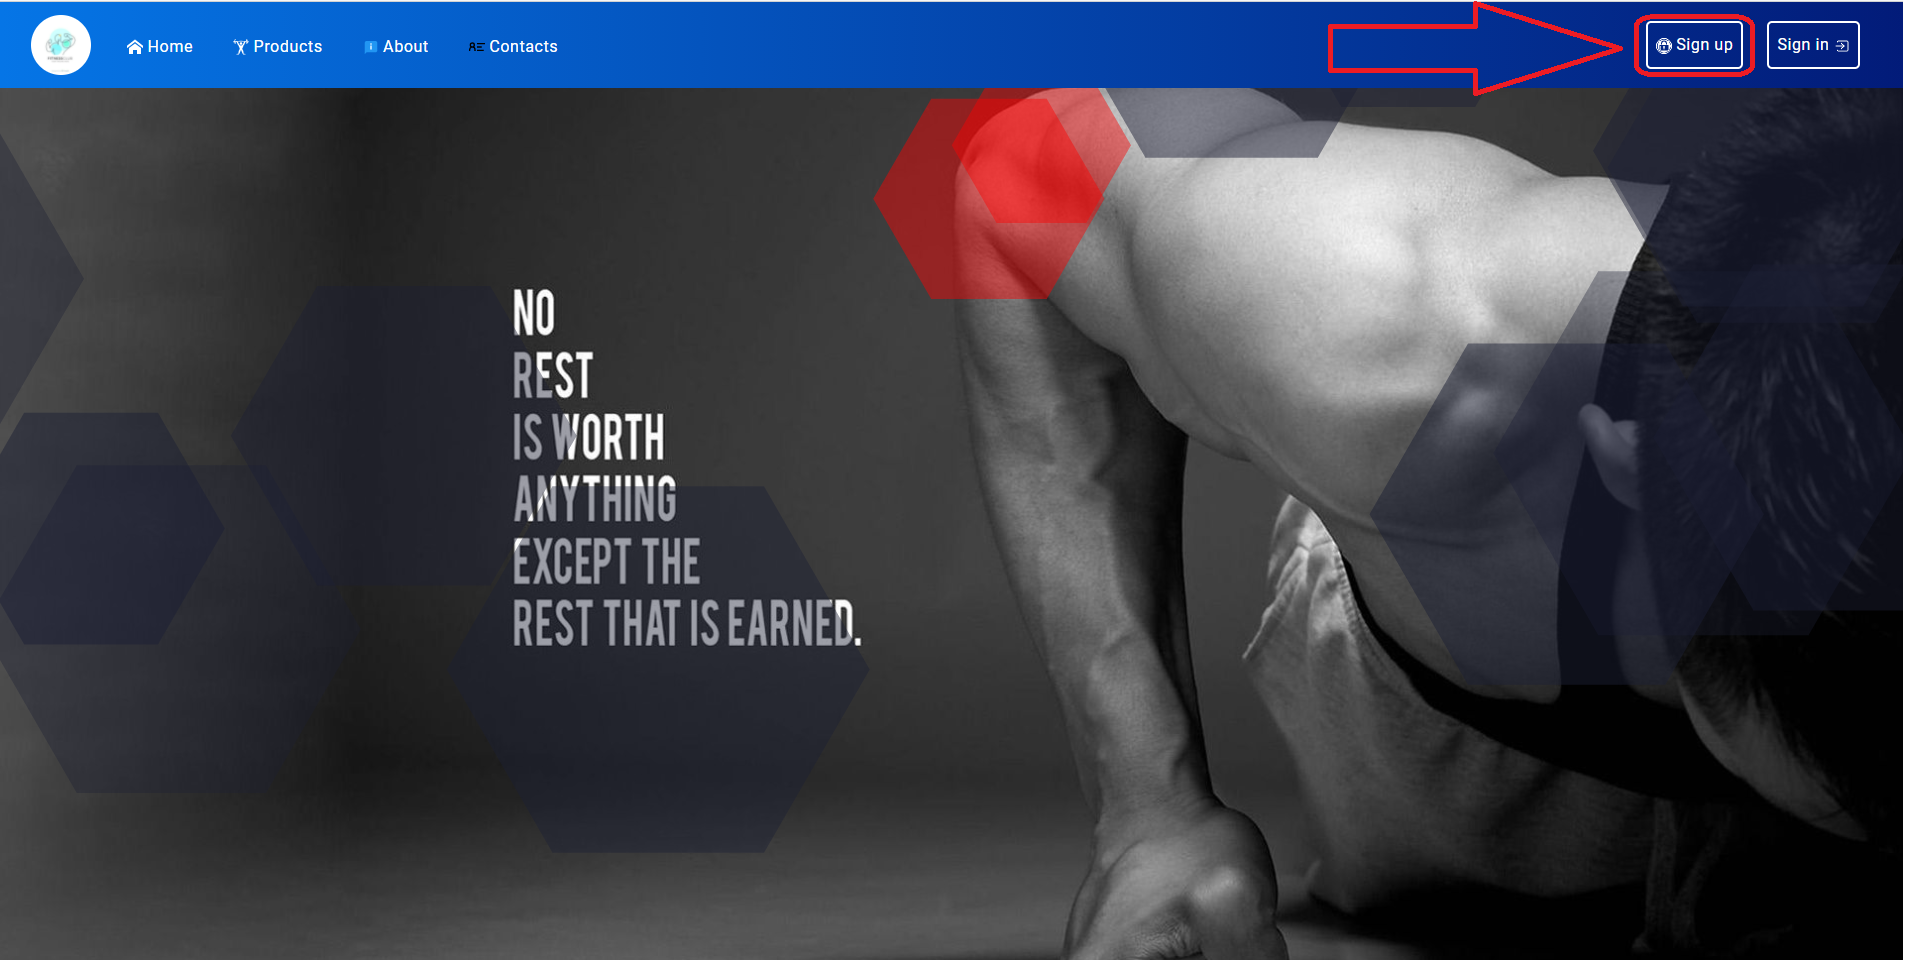 Home
Products
About
Contacts
Sign up
Sign in
NO
REST
IS WORTH
ANYTHING
EXCEPT THE
REST THAT IS EARNED.